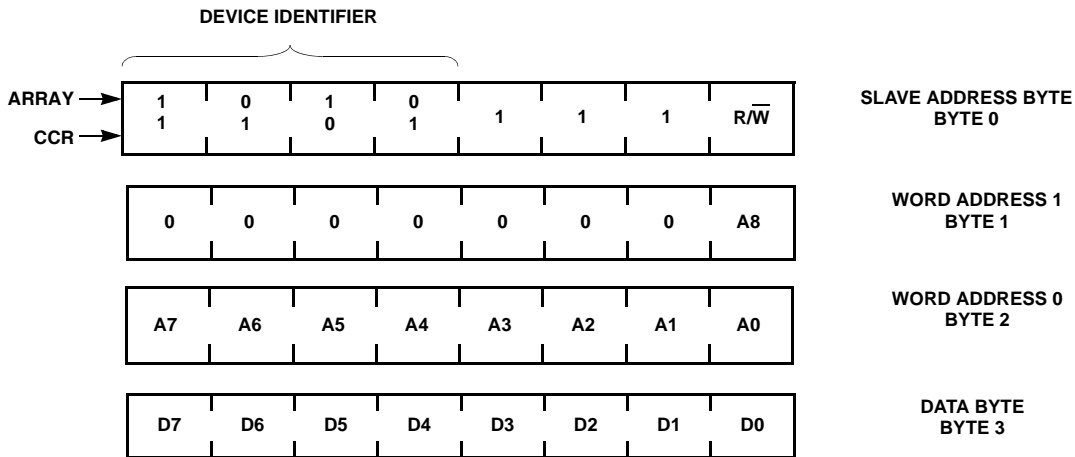 DEVICE IDENTIFIER
ARRAY
CCR
1 0 1 0
1 1 0 1
1 1 1 R/W̅
SLAVE ADDRESS BYTE
BYTE 0
0 0 0 0 0 0 0 A8
WORD ADDRESS 1
BYTE 1
A7 A6 A5 A4 A3 A2 A1 A0
WORD ADDRESS 0
BYTE 2
D7 D6 D5 D4 D3 D2 D1 D0
DATA BYTE
BYTE 3